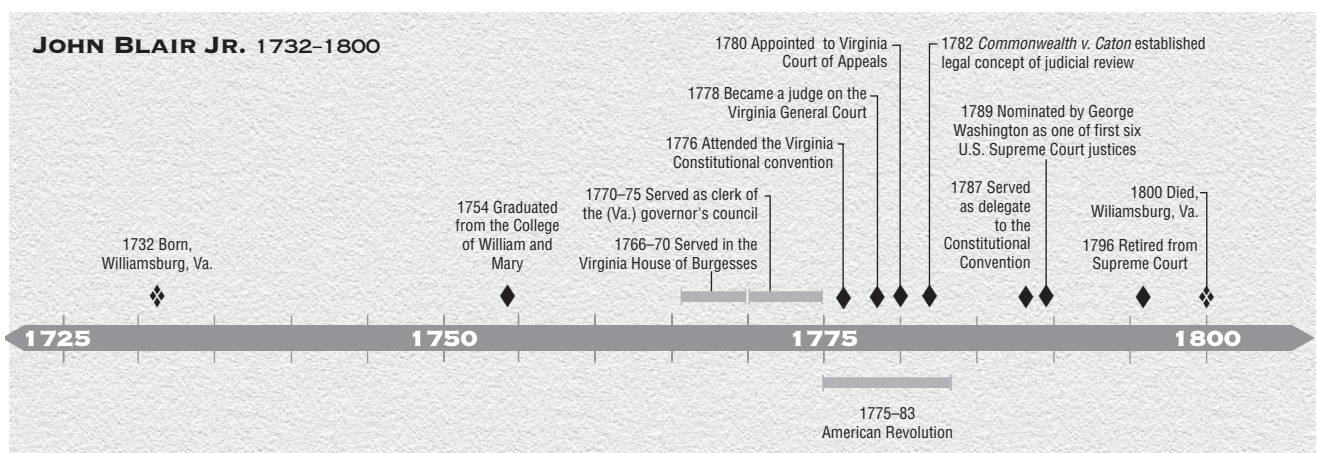 JOHN BLAIR JR. 1732–1800
1732 Born,
Williamsburg, Va.
1754 Graduated
from the College
of William and
Mary
1766–70 Served in the
Virginia House of Burgesses
1770–75 Served as clerk of
the (Va.) governor's council
1776 Attended the Virginia
Constitutional convention
1778 Became a judge on the
Virginia General Court
1780 Appointed to Virginia
Court of Appeals
1782 Commonwealth v. Caton established
legal concept of judicial review
1787 Served
as delegate
to the
Constitutional
Convention
1789 Nominated by George
Washington as one of first six
U.S. Supreme Court justices
1796 Retired from
Supreme Court
1800 Died,
Wiliamsburg, Va.
1725
1750
1775
1800
1775–83
American Revolution